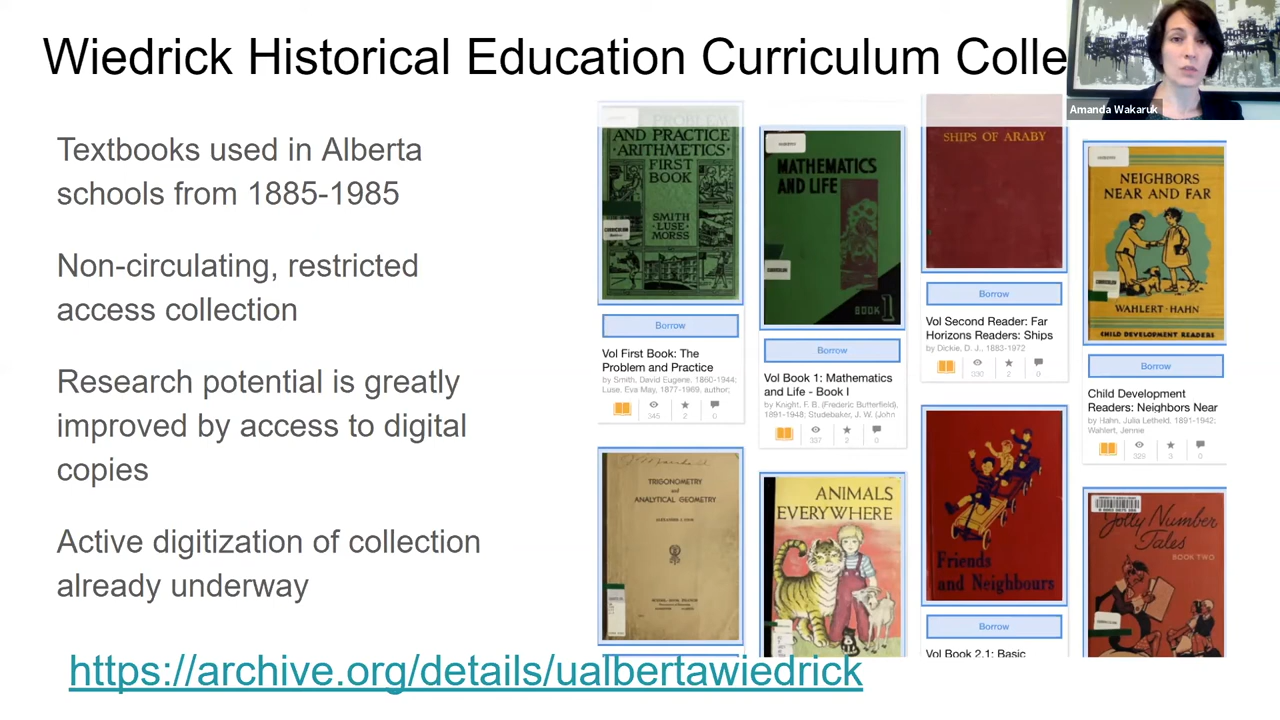 Wiedrick Historical Education Curriculum Colle
Amanda Wakaruk
Textbooks used in Alberta
schools from 1885-1985
Non-circulating, restricted
access collection
Research potential is greatly
improved by access to digital
copies
Active digitization of collection
already underway
https://archive.org/details/ualbertawiedrick
AND PRACTICE
ARITHMETICS
FIRST
BOOK
SMITH
LUSE
MORSS
CURRICULUM
Borrow
Vol First Book: The
Problem and Practice
by Smith, David Eugene, 1860-1944;
Luse, Eva May, 1877-1969, author;
345
2
0
TRIGONOMETRY
and
ANALYTICAL GEOMETRY
MATHEMATICS
AND LIFE
BOOK 1
Borrow
Vol Book 1: Mathematics
and Life - Book I
by Knight, F. B. (Frederic Butterfield),
1891-1948; Studebaker, J. W. (John
337
2
0
ANIMALS
EVERYWHERE
SHIPS OF ARABY
Borrow
Vol Second Reader: Far
Horizons Readers: Ships
by Dickie, D. J., 1883-1972
330
2
0
Friends
and Neighbours
Borrow
Vol Book 2.1: Basic
NEIGHBORS
NEAR AND FAR
CURRICULUM
WAHLERT-HAHN
CHILD DEVELOPMENT READERS
Borrow
Child Development
Readers: Neighbors Near
by Hahn, Julia Letheld, 1891-1942;
Wahlert, Jennie
329
3
0
Jolly Number
Tales
BOOK TWO